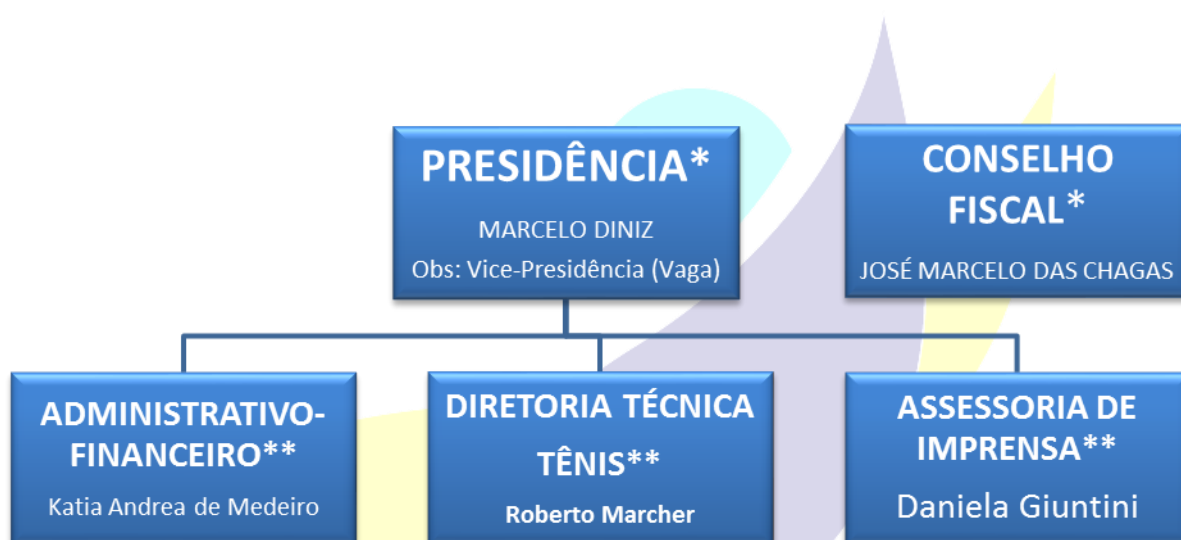 PRESIDÊNCIA*
MARCELO DINIZ
Obs: Vice-Presidência (Vaga)
CONSELHO
FISCAL*
JOSÉ MARCELO DAS CHAGAS
ADMINISTRATIVO-
FINANCEIRO**
Katia Andrea de Medeiro
DIRETORIA TÉCNICA
TÊNIS**
Roberto Marcher
ASSESSORIA DE
IMPRENSA**
Daniela Giuntini